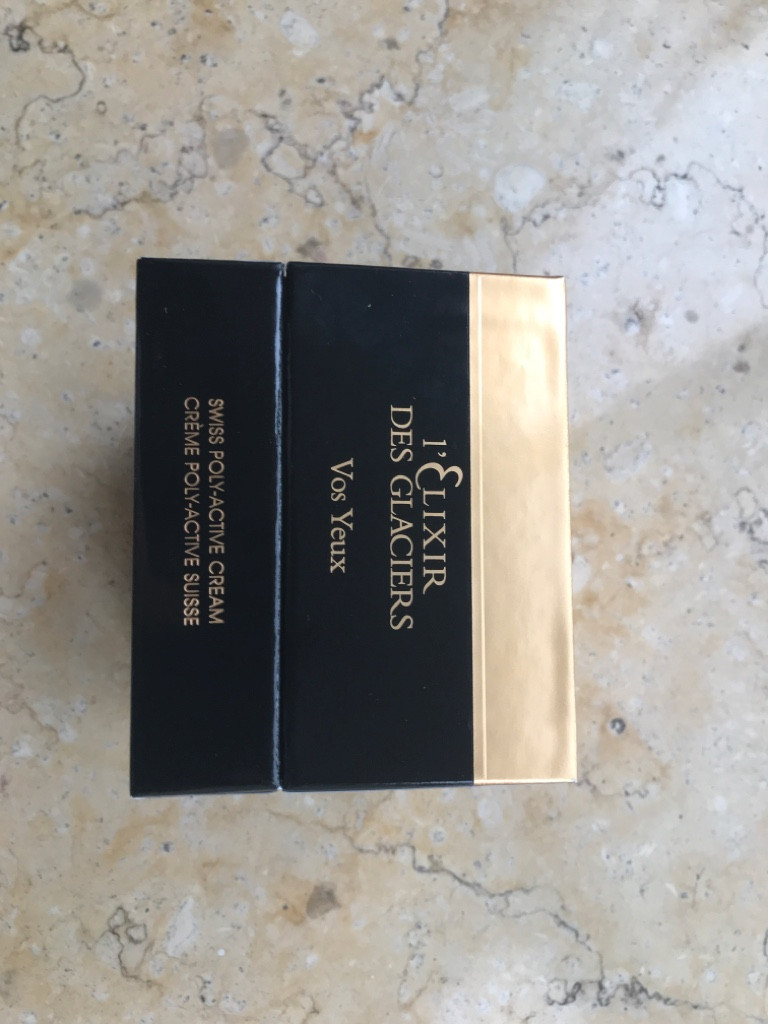 l'ELIXIR
DES GLACIERS
Vos Yeux
SWISS POLY-ACTIVE CREAM
CRÈME POLY-ACTIVE SUISSE